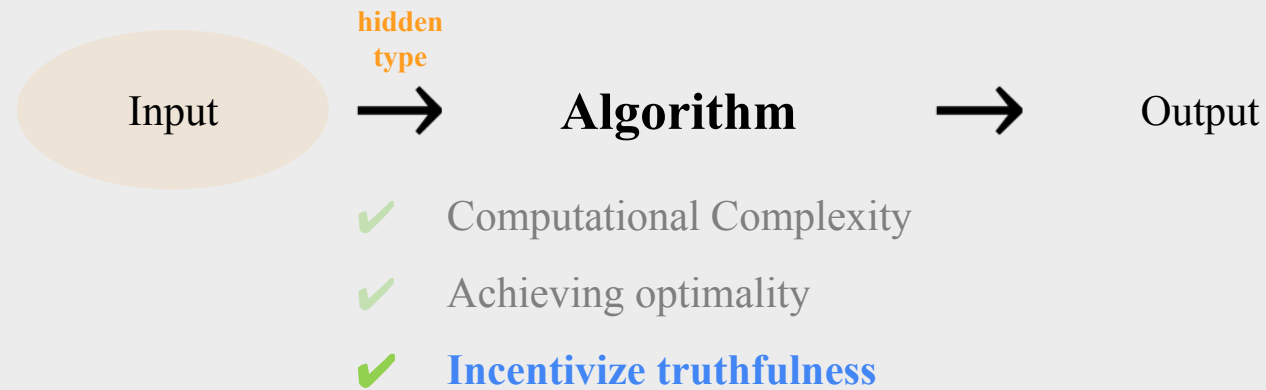 hidden
type
Input → Algorithm → Output
✔ Computational Complexity
✔ Achieving optimality
✔ Incentivize truthfulness